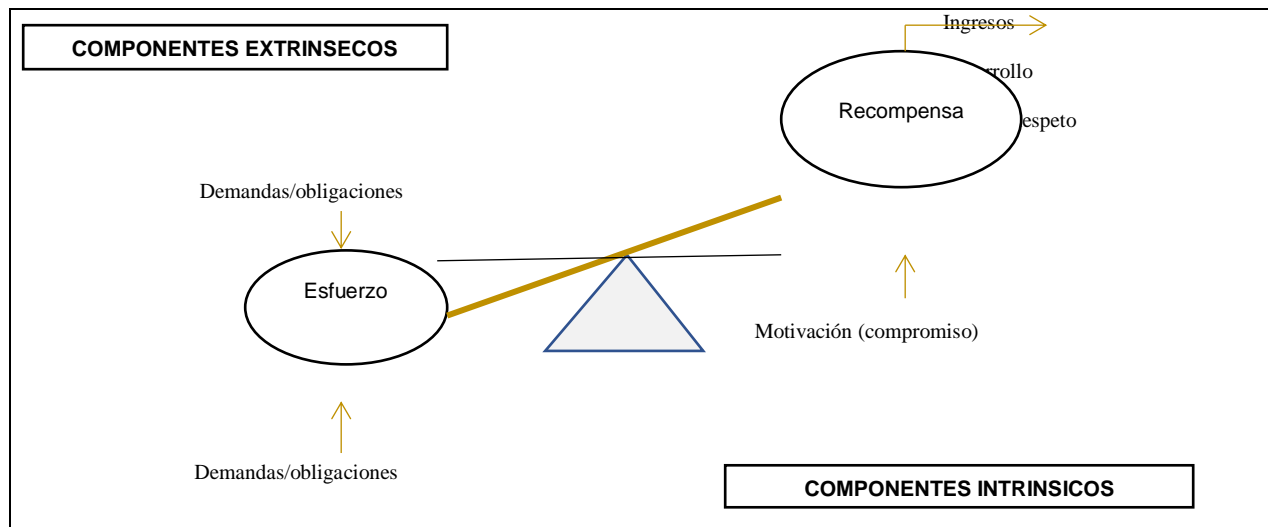 Ingresos
COMPONENTES EXTRINSECOS
rrollo
Recompensa
espeto
Demandas/obligaciones
Esfuerzo
Motivación (compromiso)
Demandas/obligaciones
COMPONENTES INTRINSICOS